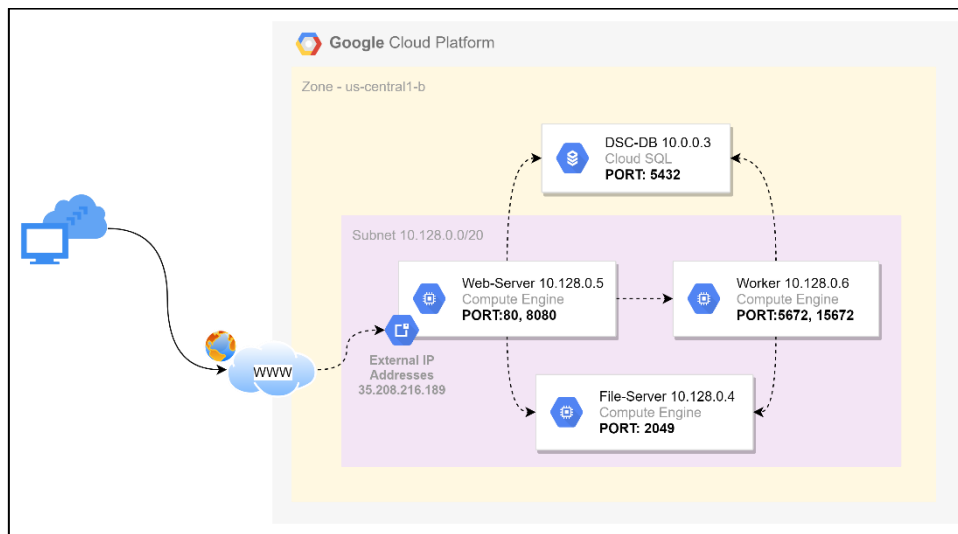 Google Cloud Platform
Zone - us-central1-b
DSC-DB 10.0.0.3
Cloud SQL
PORT: 5432
Subnet 10.128.0.0/20
Web-Server 10.128.0.5
Compute Engine
PORT:80, 8080
Worker 10.128.0.6
Compute Engine
PORT:5672, 15672
WWW
External IP
Addresses
35.208.216.189
File-Server 10.128.0.4
Compute Engine
PORT: 2049